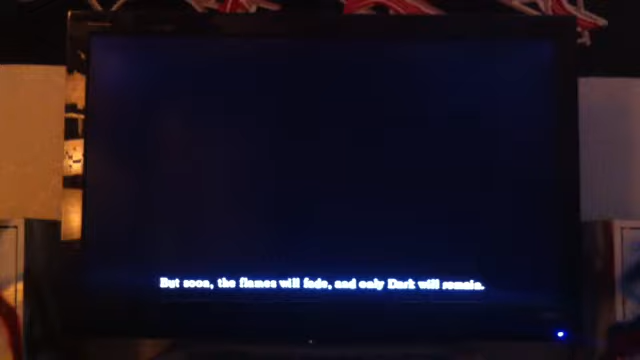 But soon, the flames will fade, and only Dark will remain.